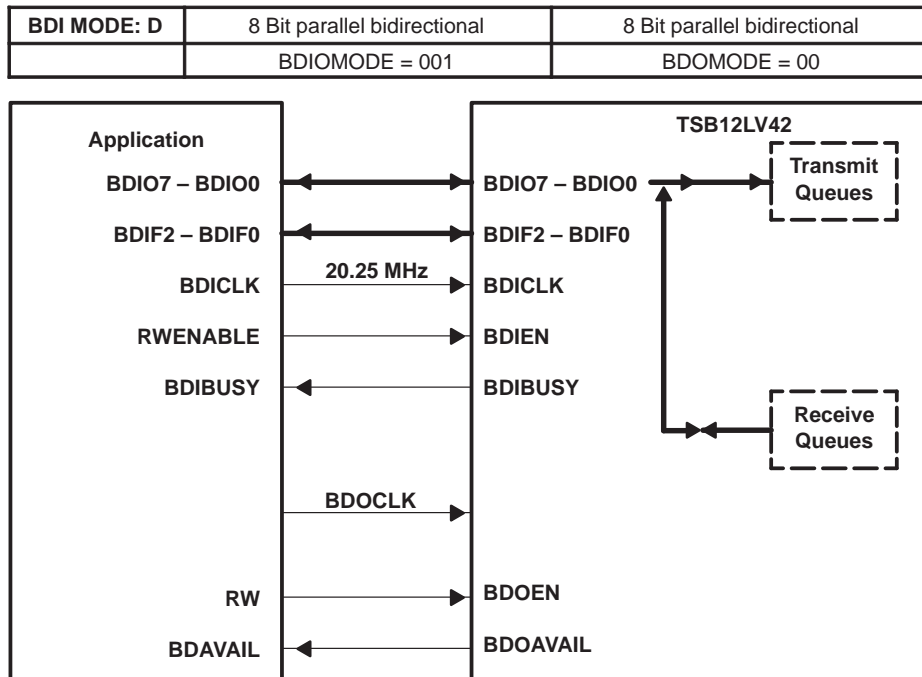 BDI MODE: D 8 Bit parallel bidirectional 8 Bit parallel bidirectional
BDIOMODE = 001 BDOMODE = 00
TSB12LV42
Application
Transmit
Queues
BDIO7 – BDIO0 BDIO7 – BDIO0
BDIF2 – BDIF0 BDIF2 – BDIF0
20.25 MHz
BDICLK BDICLK
RWENABLE BDIEN
BDIBUSY BDIBUSY
Receive
Queues
BDOCLK
RW BDOEN
BDAVAIL BDOAVAIL